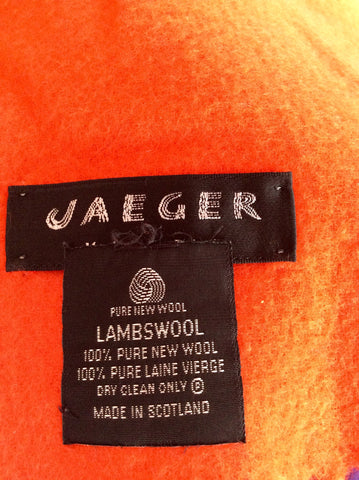 JAEGER
PURE NEW WOOL
LAMBSWOOL
100% PURE NEW WOOL
100% PURE LAINE VIERGE
DRY CLEAN ONLY Ⓟ
MADE IN SCOTLAND